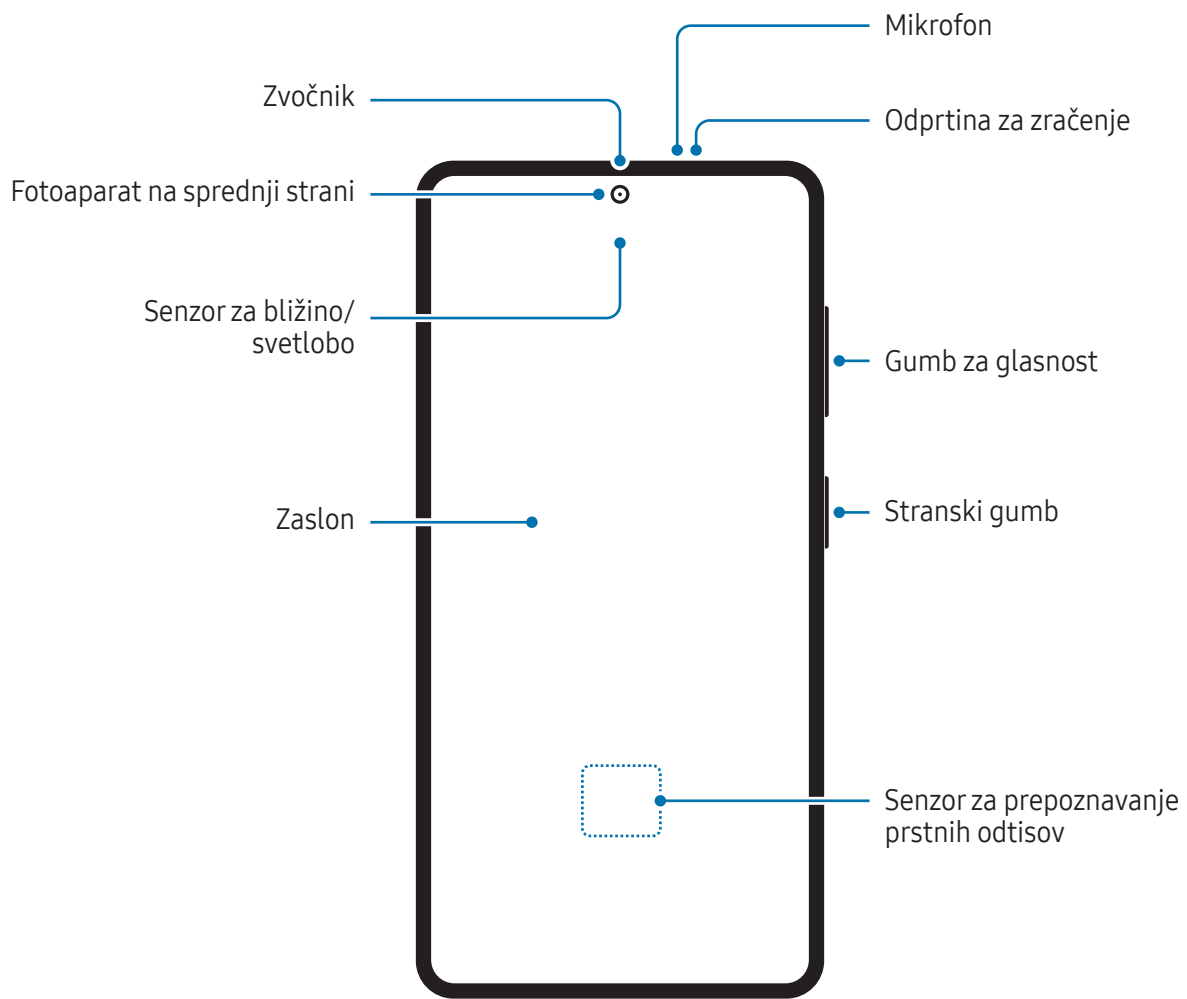 Mikrofon
Zvočnik
Odprtina za zračenje
Fotoaparat na sprednji strani
Senzor za bližino/
svetlobo
Gumb za glasnost
Zaslon
Stranski gumb
Senzor za prepoznavanje
prstnih odtisov